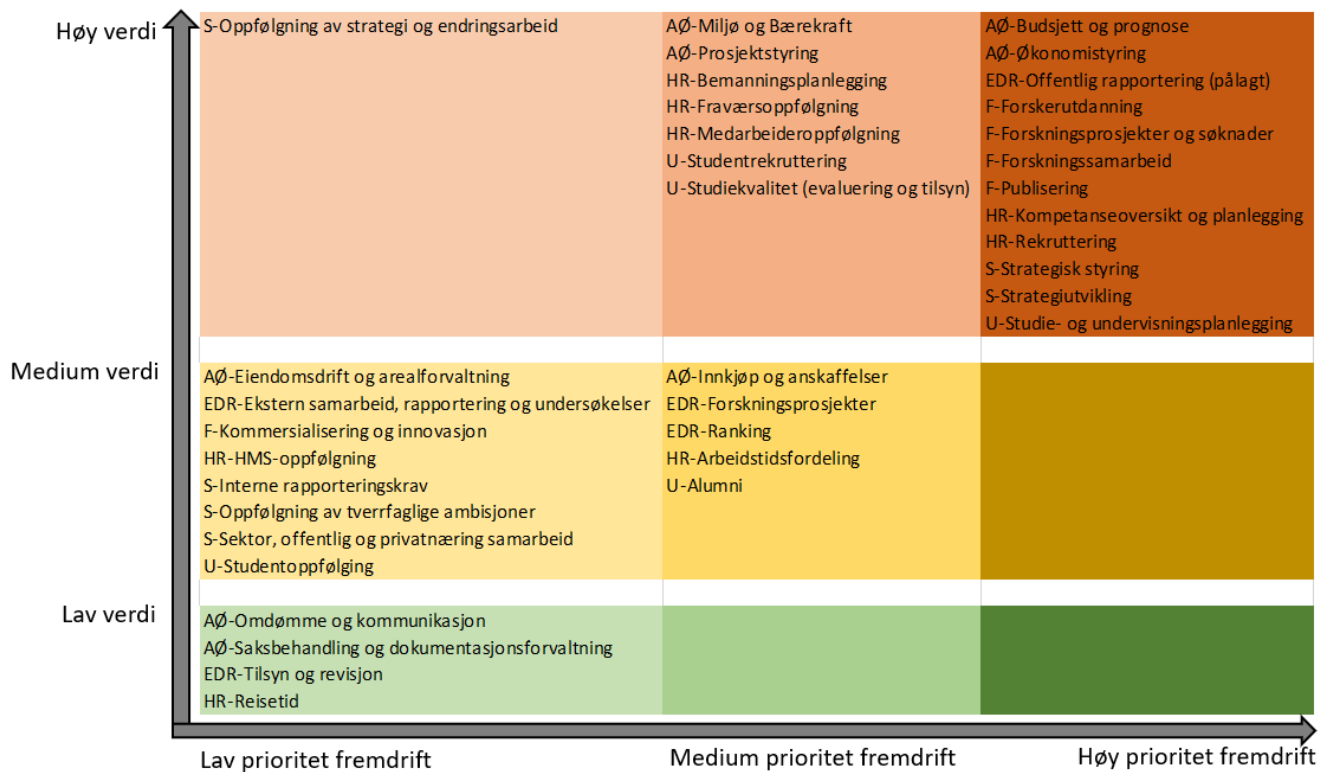 Høy verdi
S-Oppfølgning av strategi og endringsarbeid
AØ-Miljø og Bærekraft
AØ-Prosjektstyring
HR-Bemanningsplanlegging
HR-Fraværsoppfølgning
HR-Medarbeideroppfølgning
U-Studentrekruttering
U-Studiekvalitet (evaluering og tilsyn)
AØ-Budsjett og prognose
AØ-Økonomistyring
EDR-Offentlig rapportering (pålagt)
F-Forskerutdanning
F-Forskningsprosjekter og søknader
F-Forskningssamarbeid
F-Publisering
HR-Kompetanseoversikt og planlegging
HR-Rekruttering
S-Strategisk styring
S-Strategiutvikling
U-Studie- og undervisningsplanlegging
Medium verdi
AØ-Eiendomsdrift og arealforvaltning
EDR-Ekstern samarbeid, rapportering og undersøkelser
F-Kommersialisering og innovasjon
HR-HMS-oppfølgning
S-Interne rapporteringskrav
S-Oppfølgning av tverrfaglige ambisjoner
S-Sektor, offentlig og privatnæring samarbeid
U-Studentoppfølging
AØ-Innkjøp og anskaffelser
EDR-Forskningsprosjekter
EDR-Ranking
HR-Arbeidstidsfordeling
U-Alumni
Lav verdi
AØ-Omdømme og kommunikasjon
AØ-Saksbehandling og dokumentasjonsforvaltning
EDR-Tilsyn og revisjon
HR-Reisetid
Lav prioritet fremdrift
Medium prioritet fremdrift
Høy prioritet fremdrift